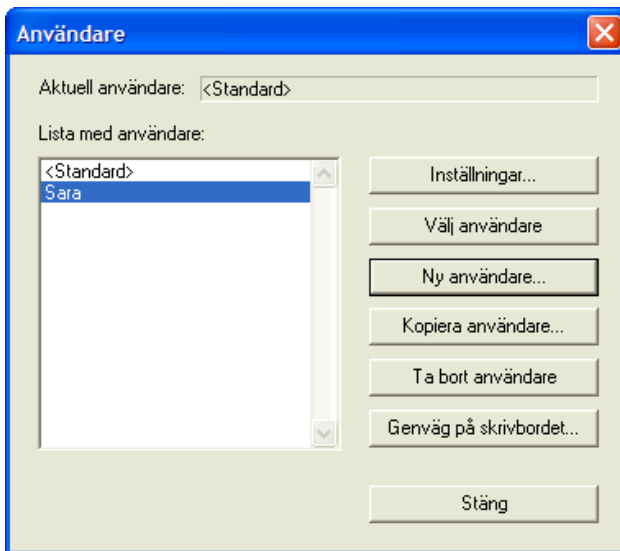 Användare
Aktuell användare: <Standard>
Lista med användare:
<Standard>
Sara
Inställningar...
Välj användare
Ny användare...
Kopiera användare...
Ta bort användare
Genväg på skrivbordet...
Stäng